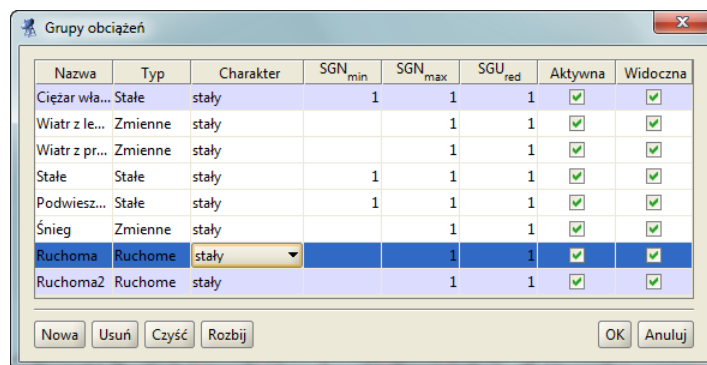 Grupy obciążeń
Nazwa Typ Charakter SGNmin SGNmax SGUred Aktywna Widoczna
Ciężar wła... Stałe stały 1 1 1
Wiatr z le... Zmienne stały 1 1
Wiatr z pr... Zmienne stały 1 1
Stałe Stałe stały 1 1 1
Podwiesz... Stałe stały 1 1 1
Śnieg Zmienne stały 1 1
Ruchoma Ruchome stały 1 1
Ruchoma2 Ruchome stały 1 1
Nowa Usuń Czyść Rozbij OK Anuluj